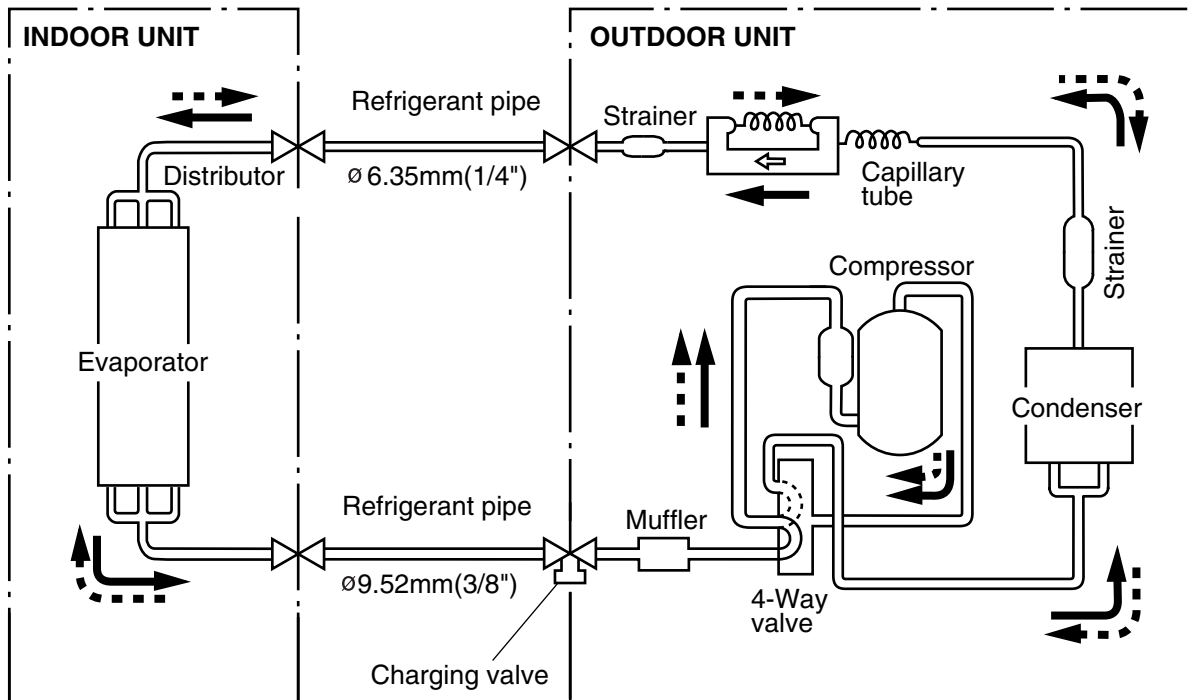 INDOOR UNIT
OUTDOOR UNIT
Refrigerant pipe
Strainer
Distributor
ø 6.35mm(1/4")
Capillary
tube
Compressor
Strainer
Evaporator
Condenser
Refrigerant pipe
Muffler
ø9.52mm(3/8")
4-Way
valve
Charging valve